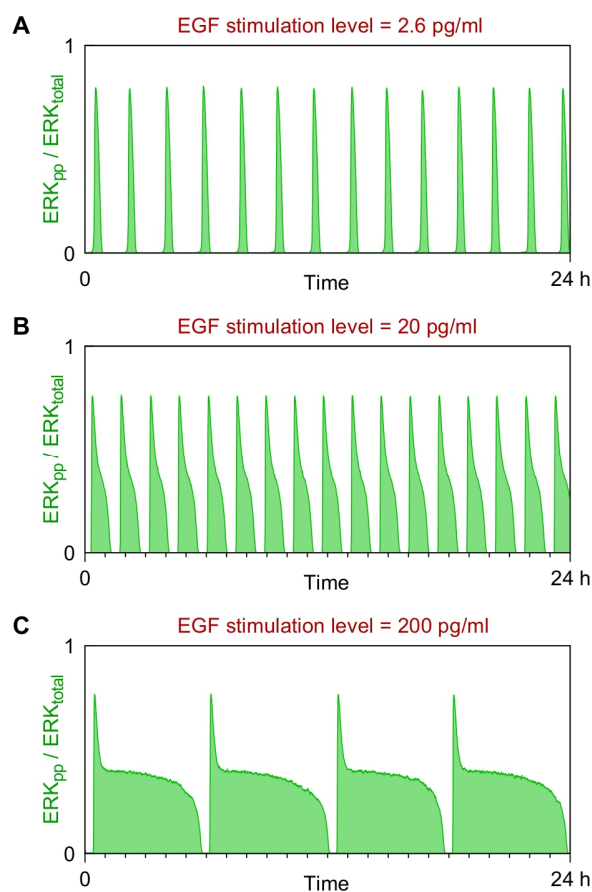 A
EGF stimulation level = 2.6 pg/ml
1
ERKpp / ERKtotal
0
0
Time
24 h
B
EGF stimulation level = 20 pg/ml
1
ERKpp / ERKtotal
0
0
Time
24 h
C
EGF stimulation level = 200 pg/ml
1
ERKpp / ERKtotal
0
0
Time
24 h